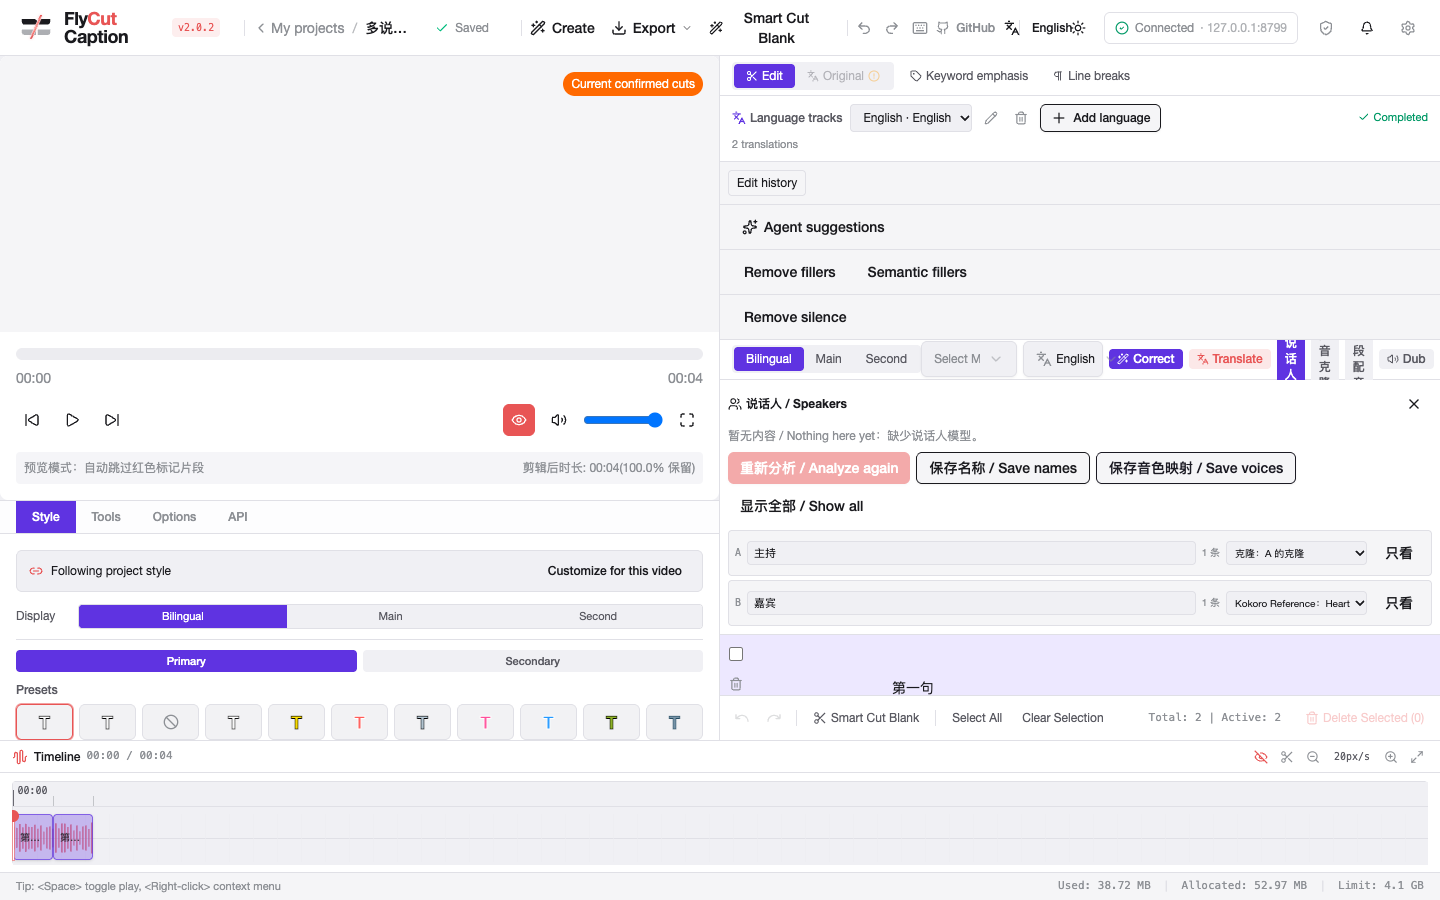 FlyCut
Caption
v2.0.2
My projects / 多说...
Saved
Create
Export
Smart Cut
Blank
GitHub
English
Connected · 127.0.0.1:8799
Current confirmed cuts
00:00
00:04
预览模式：自动跳过红色标记片段
剪辑后时长: 00:04(100.0% 保留)
Style
Tools
Options
API
Following project style
Customize for this video
Display
Bilingual
Main
Second
Primary
Secondary
Presets
T T T T T T T T T T
Edit
Original
Keyword emphasis
Line breaks
Language tracks
English · English
Add language
Completed
2 translations
Edit history
Agent suggestions
Remove fillers
Semantic fillers
Remove silence
Bilingual
Main
Second
Select M
English
Correct
Translate
说
话
人
音
克
段
配
Dub
说话人 / Speakers
暂无内容 / Nothing here yet：缺少说话人模型。
重新分析 / Analyze again
保存名称 / Save names
保存音色映射 / Save voices
显示全部 / Show all
A 主持 1 条 克隆：A 的克隆 只看
B 嘉宾 1 条 Kokoro Reference：Heart 只看
第一句
Smart Cut Blank
Select All
Clear Selection
Total: 2 | Active: 2
Delete Selected (0)
Timeline 00:00 / 00:04
20px/s
00:00
第...
第...
Tip: <Space> toggle play, <Right-click> context menu
Used: 38.72 MB
Allocated: 52.97 MB
Limit: 4.1 GB